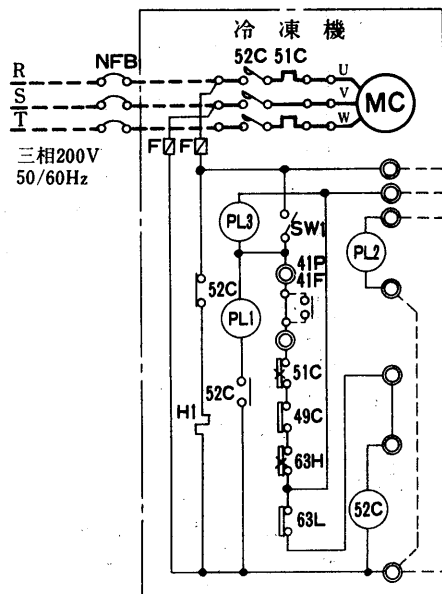 冷凍機
NFB
52C 51C
R
S
T
U
V
W
MC
三相200V
50/60Hz
F
F
PL3
SW1
PL2
41P
41F
52C
PL1
51C
52C
49C
H1
63H
52C
63L